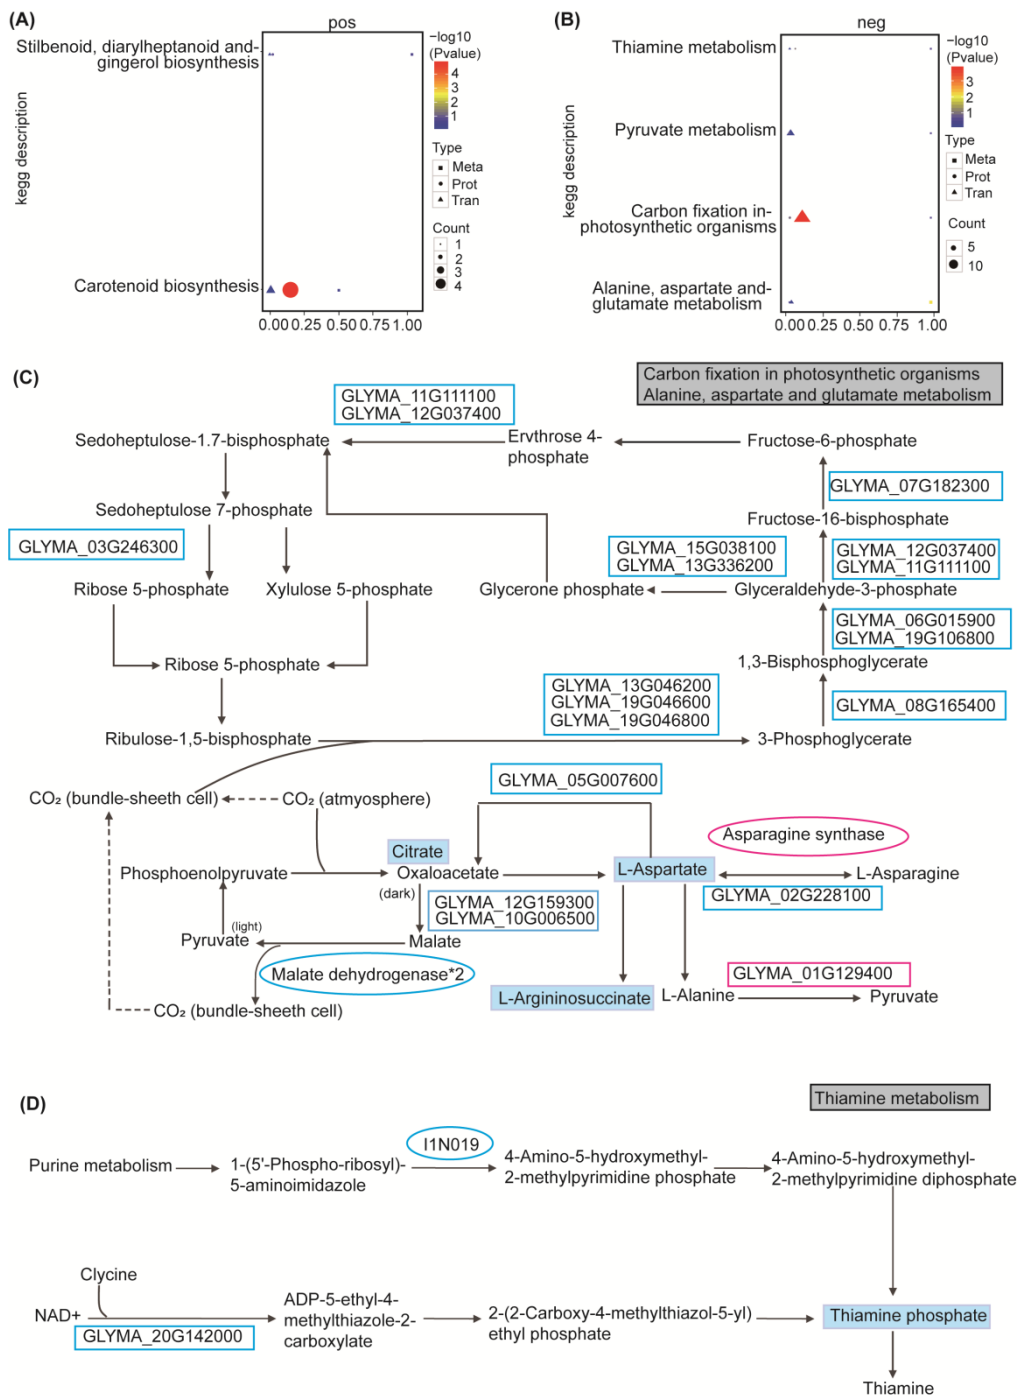 (A)
pos
Stilbenoid, diarylheptanoid and-
gingerol biosynthesis
kegg description
Carotenoid biosynthesis
0.00 0.25 0.50 0.75 1.00
−log10
(Pvalue)
4
3
2
1
Type
Meta
Prot
Tran
Count
1
2
3
4
(B)
neg
Thiamine metabolism
Pyruvate metabolism
kegg description
Carbon fixation in-
-photosynthetic organisms
Alanine, aspartate and-
-glutamate metabolism
0.00 0.25 0.50 0.75 1.00
−log10
(Pvalue)
3
2
1
Type
Meta
Prot
Tran
Count
5
10
(C)
Carbon fixation in photosynthetic organisms
Alanine, aspartate and glutamate metabolism
GLYMA_11G111100
GLYMA_12G037400
Sedoheptulose-1.7-bisphosphate
Ervthrose 4-
phosphate
Fructose-6-phosphate
GLYMA_07G182300
Sedoheptulose 7-phosphate
Fructose-16-bisphosphate
GLYMA_03G246300
GLYMA_15G038100
GLYMA_13G336200
GLYMA_12G037400
GLYMA_11G111100
Ribose 5-phosphate
Xylulose 5-phosphate
Glycerone phosphate
Glyceraldehyde-3-phosphate
GLYMA_06G015900
GLYMA_19G106800
Ribose 5-phosphate
1,3-Bisphosphoglycerate
GLYMA_13G046200
GLYMA_19G046600
GLYMA_19G046800
GLYMA_08G165400
Ribulose-1,5-bisphosphate
3-Phosphoglycerate
GLYMA_05G007600
CO₂ (bundle-sheeth cell)
CO₂ (atmyosphere)
Asparagine synthase
Citrate
Phosphoenolpyruvate
Oxaloacetate
L-Aspartate
L-Asparagine
(dark)
GLYMA_12G159300
GLYMA_10G006500
GLYMA_02G228100
(light)
Pyruvate
Malate
Malate dehydrogenase*2
GLYMA_01G129400
L-Argininosuccinate
L-Alanine
Pyruvate
CO₂ (bundle-sheeth cell)
(D)
Thiamine metabolism
I1N019
Purine metabolism
1-(5'-Phospho-ribosyl)-
5-aminoimidazole
4-Amino-5-hydroxymethyl-
-2-methylpyrimidine phosphate
4-Amino-5-hydroxymethyl-
2-methylpyrimidine diphosphate
Clycine
NAD+
GLYMA_20G142000
ADP-5-ethyl-4-
-methylthiazole-2-
carboxylate
2-(2-Carboxy-4-methylthiazol-5-yl)
ethyl phosphate
Thiamine phosphate
Thiamine